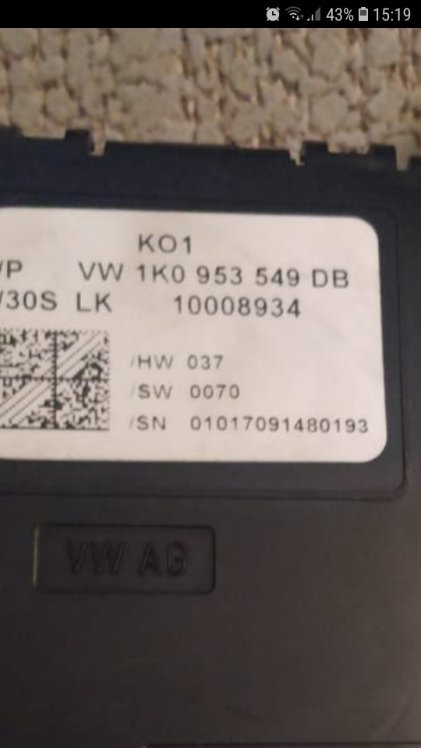 43% 15:19
KO1
/P VW 1K0 953 549 DB
/30S LK 10008934
/HW 037
/SW 0070
/SN 01017091480193
VW AG